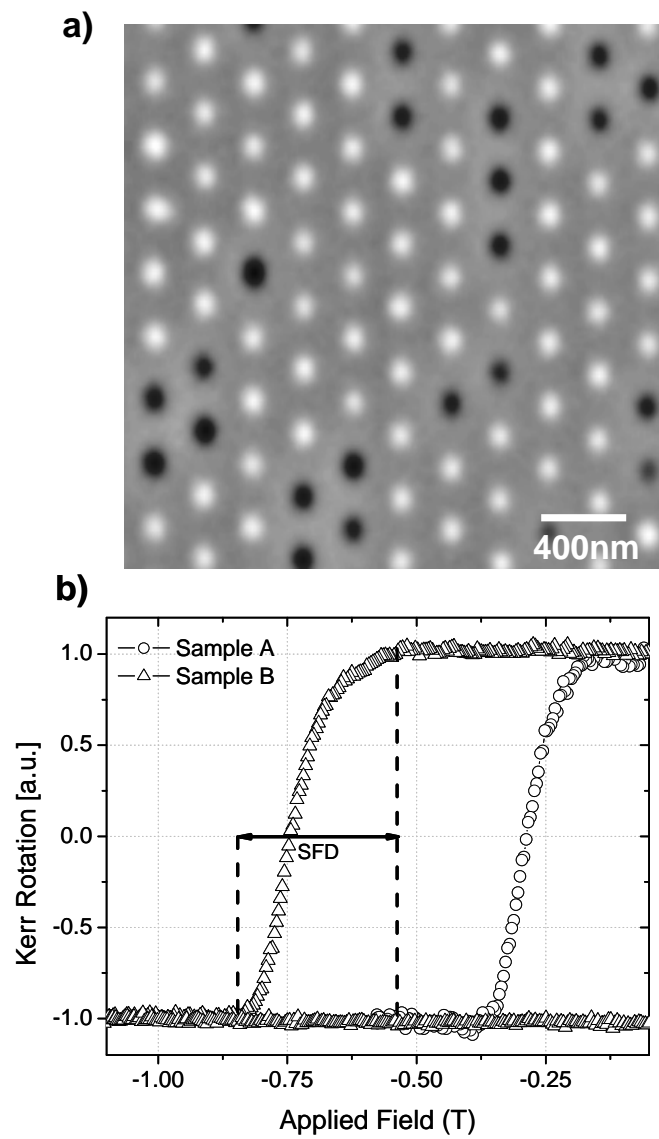 a)
400nm
b)
Sample A
Sample B
1.0
0.5
0.0
-0.5
-1.0
SFD
Kerr Rotation [a.u.]
-1.00
-0.75
-0.50
-0.25
Applied Field (T)